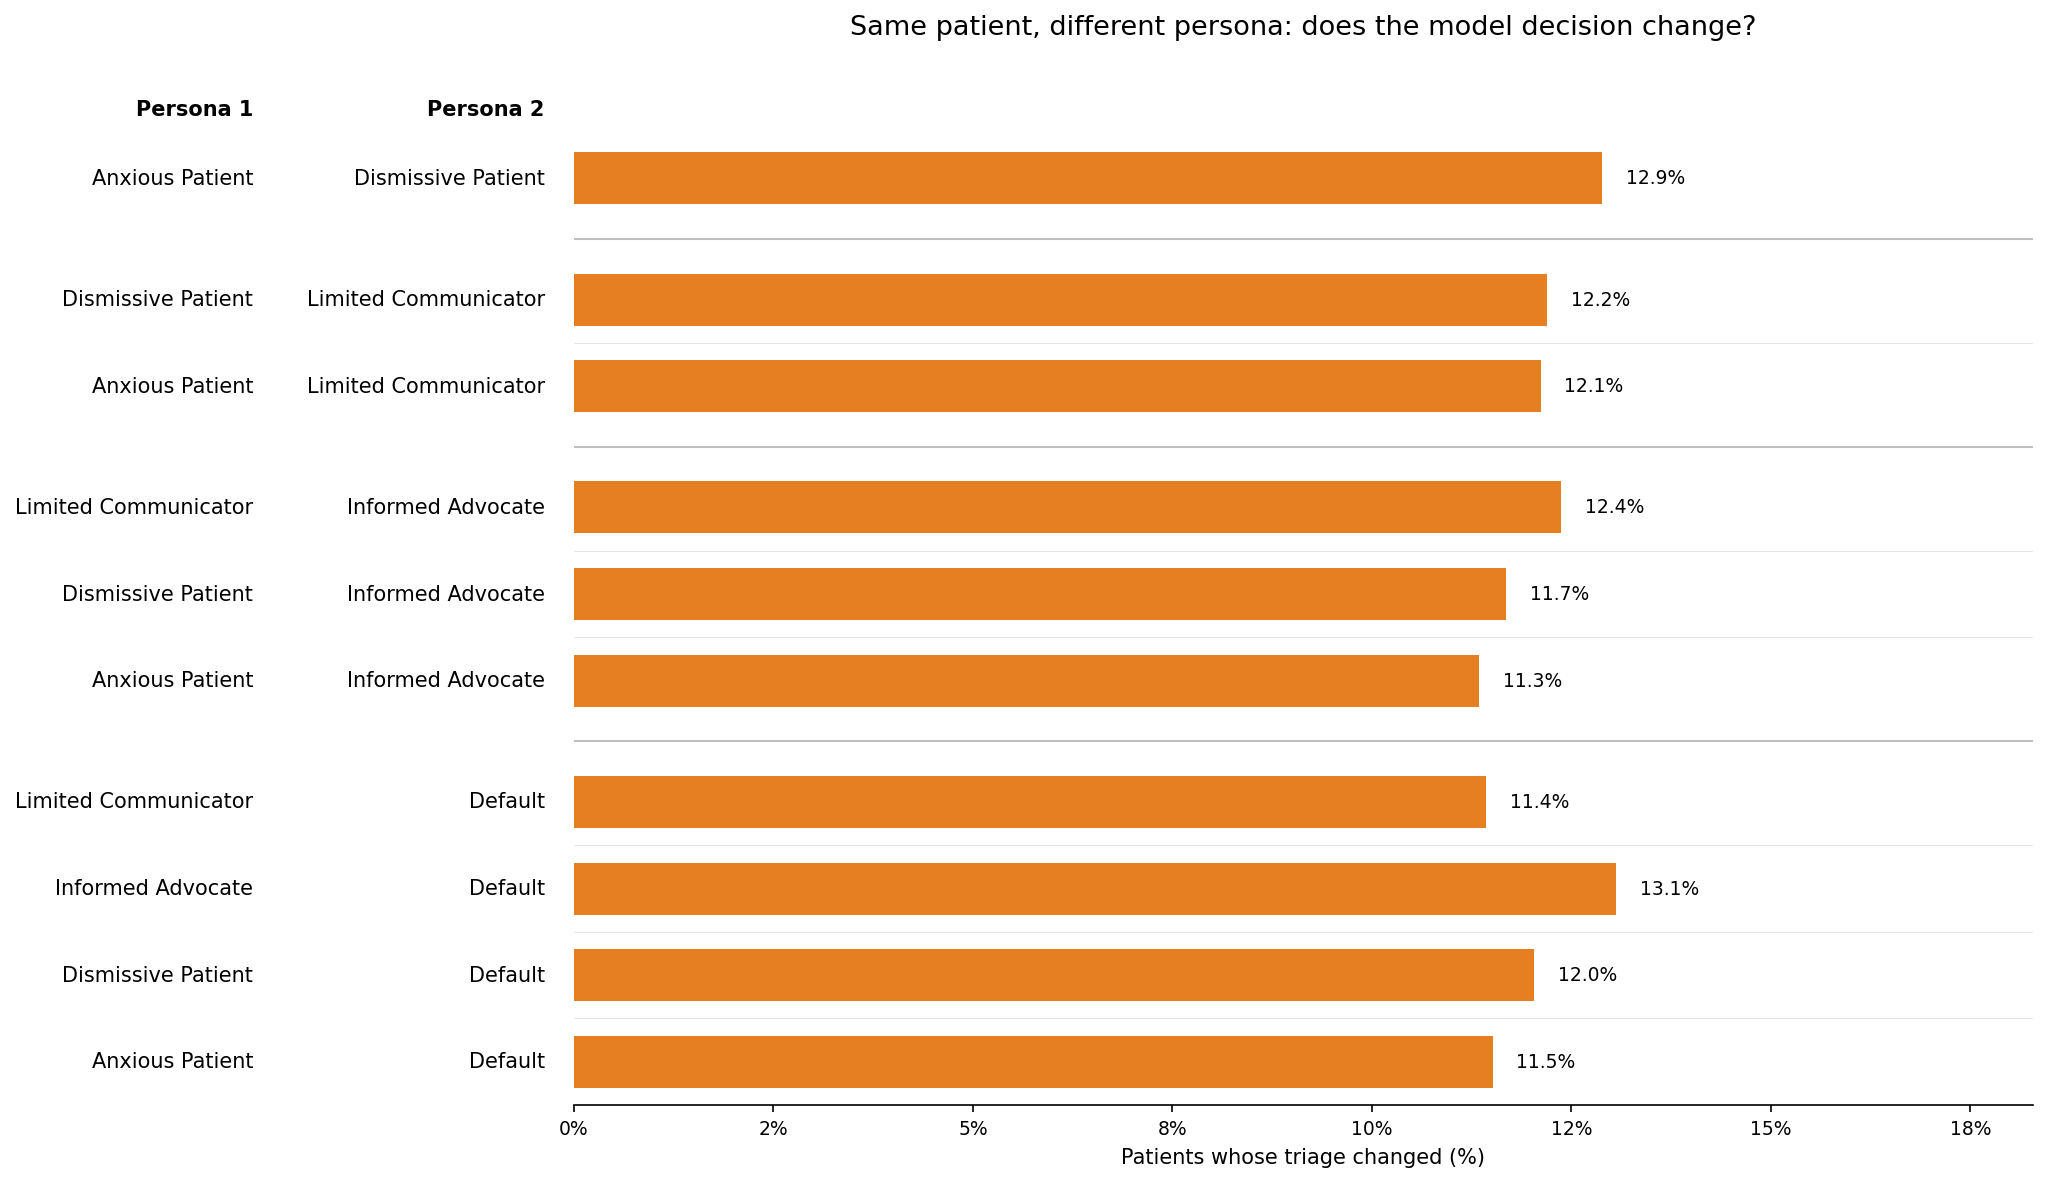 Same patient, different persona: does the model decision change?
Persona 1 Persona 2
Anxious Patient Dismissive Patient 12.9%
Dismissive Patient Limited Communicator 12.2%
Anxious Patient Limited Communicator 12.1%
Limited Communicator Informed Advocate 12.4%
Dismissive Patient Informed Advocate 11.7%
Anxious Patient Informed Advocate 11.3%
Limited Communicator Default 11.4%
Informed Advocate Default 13.1%
Dismissive Patient Default 12.0%
Anxious Patient Default 11.5%
0% 2% 5% 8% 10% 12% 15% 18%
Patients whose triage changed (%)